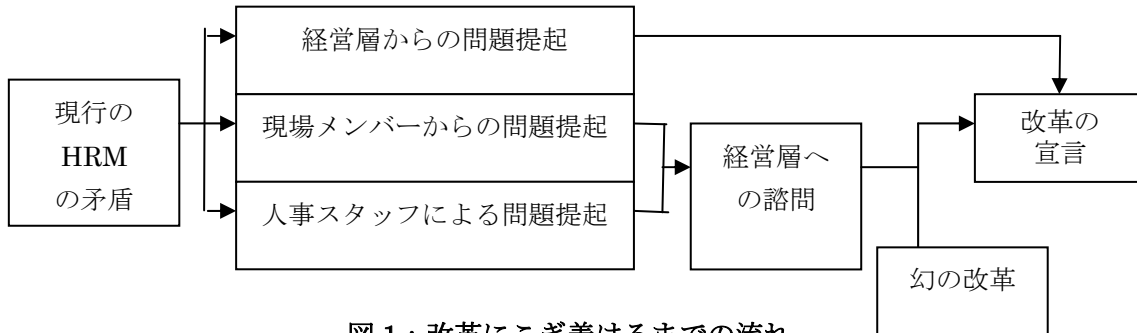 経営層からの問題提起
現行の
HRM
の矛盾
現場メンバーからの問題提起
人事スタッフによる問題提起
経営層へ
の諮問
改革の
宣言
幻の改革
図 1：改革にこぎ着けるまでの流れ